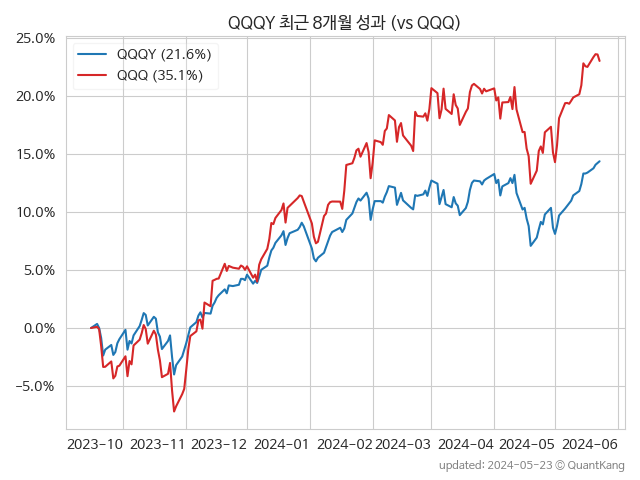 QQQY 최근 8개월 성과 (vs QQQ)
QQQY (21.6%)
QQQ (35.1%)
25.0%
20.0%
15.0%
10.0%
5.0%
0.0%
−5.0%
2023-10 2023-11 2023-12 2024-01 2024-02 2024-03 2024-04 2024-05 2024-06
updated: 2024-05-23 © QuantKang